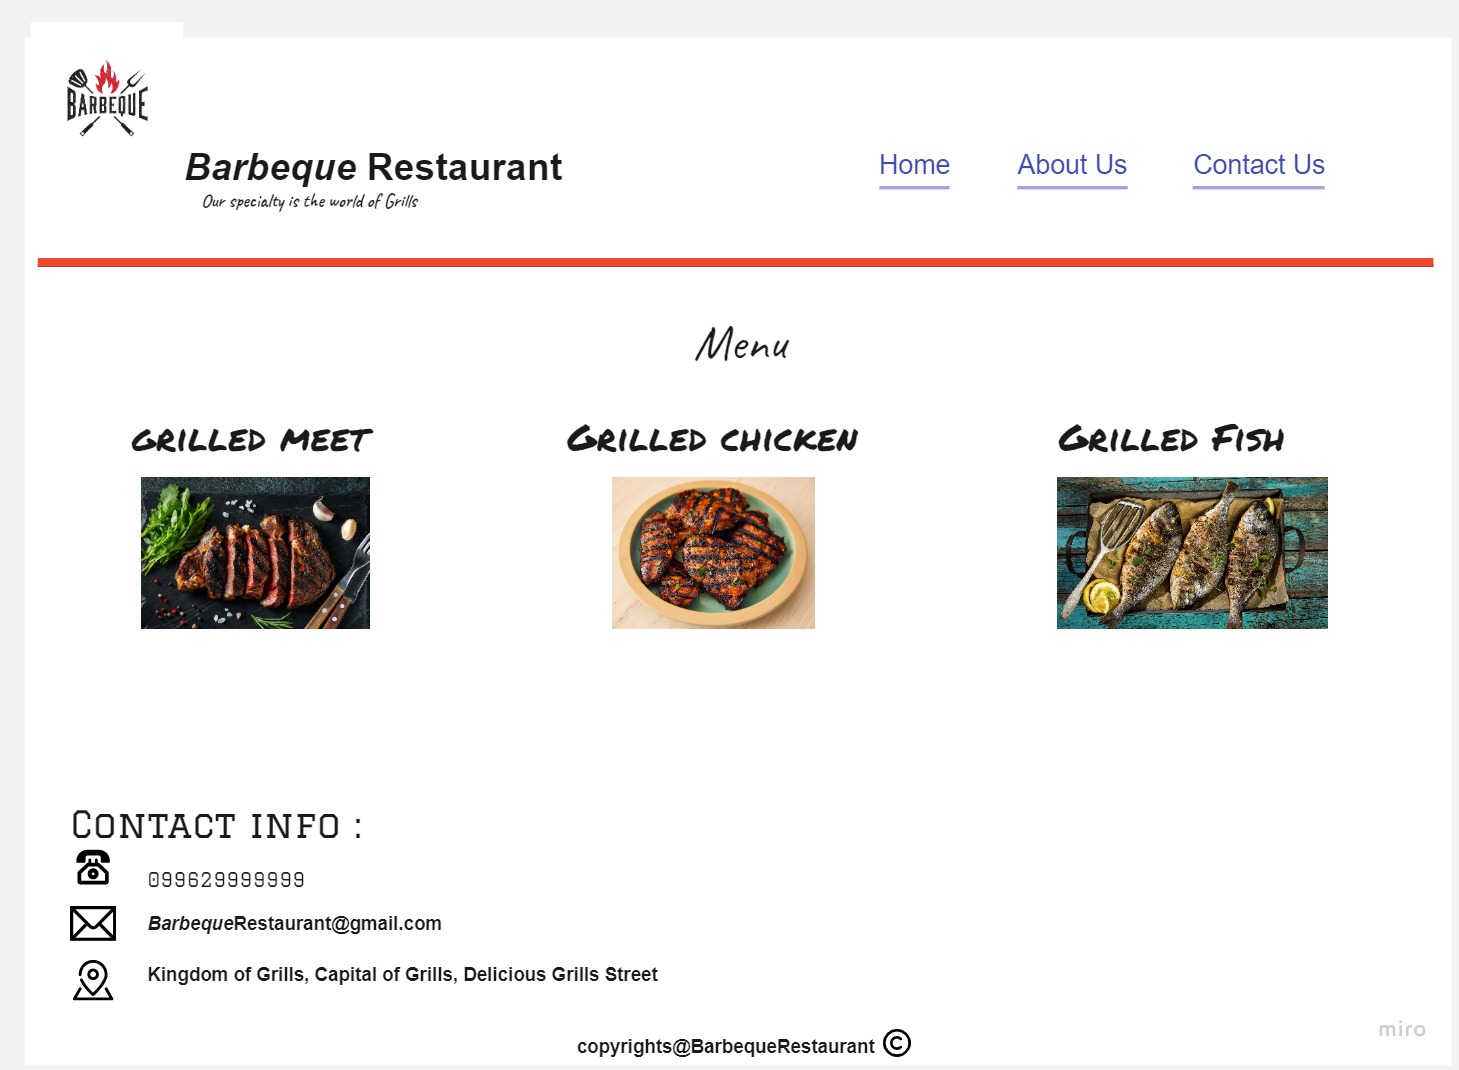 BARBEQUE
Barbeque Restaurant
Our specialty is the world of Grills
Home
About Us
Contact Us
Menu
GRILLED MEET
GRILLED CHICKEN
GRILLED FISH
CONTACT INFO :
099629999999
BarbequeRestaurant@gmail.com
Kingdom of Grills, Capital of Grills, Delicious Grills Street
copyrights@BarbequeRestaurant ©
miro